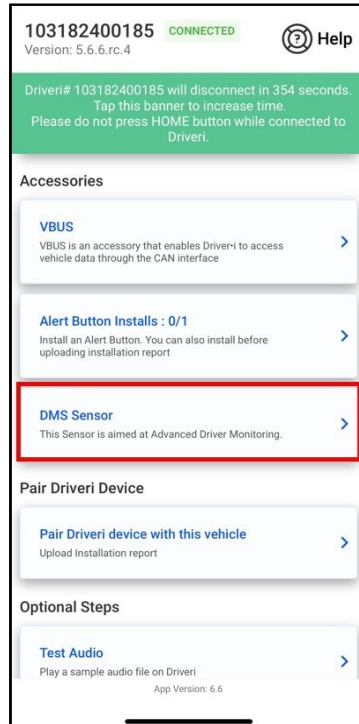 103182400185 CONNECTED
Version: 5.6.6.rc.4
Help
Driveri# 103182400185 will disconnect in 354 seconds.
Tap this banner to increase time.
Please do not press HOME button while connected to
Driveri.
Accessories
VBUS
VBUS is an accessory that enables Driver•i to access
vehicle data through the CAN interface
Alert Button Installs : 0/1
Install an Alert Button. You can also install before
uploading installation report
DMS Sensor
This Sensor is aimed at Advanced Driver Monitoring.
Pair Driveri Device
Pair Driveri device with this vehicle
Upload Installation report
Optional Steps
Test Audio
Play a sample audio file on Driveri
App Version: 6.6